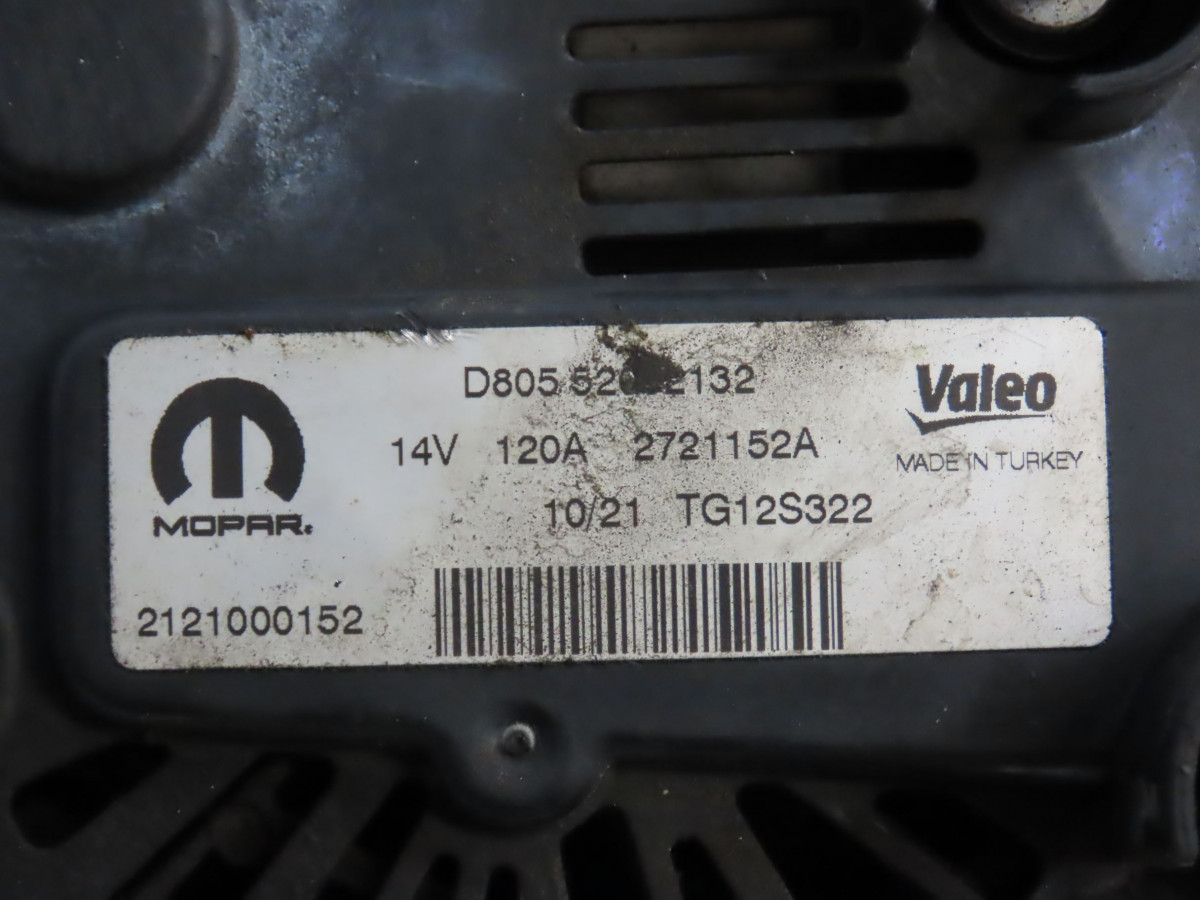 D805
14V 120A 2721152A
10/21 TG12S322
MOPAR
2121000152
Valeo
MADE IN TURKEY